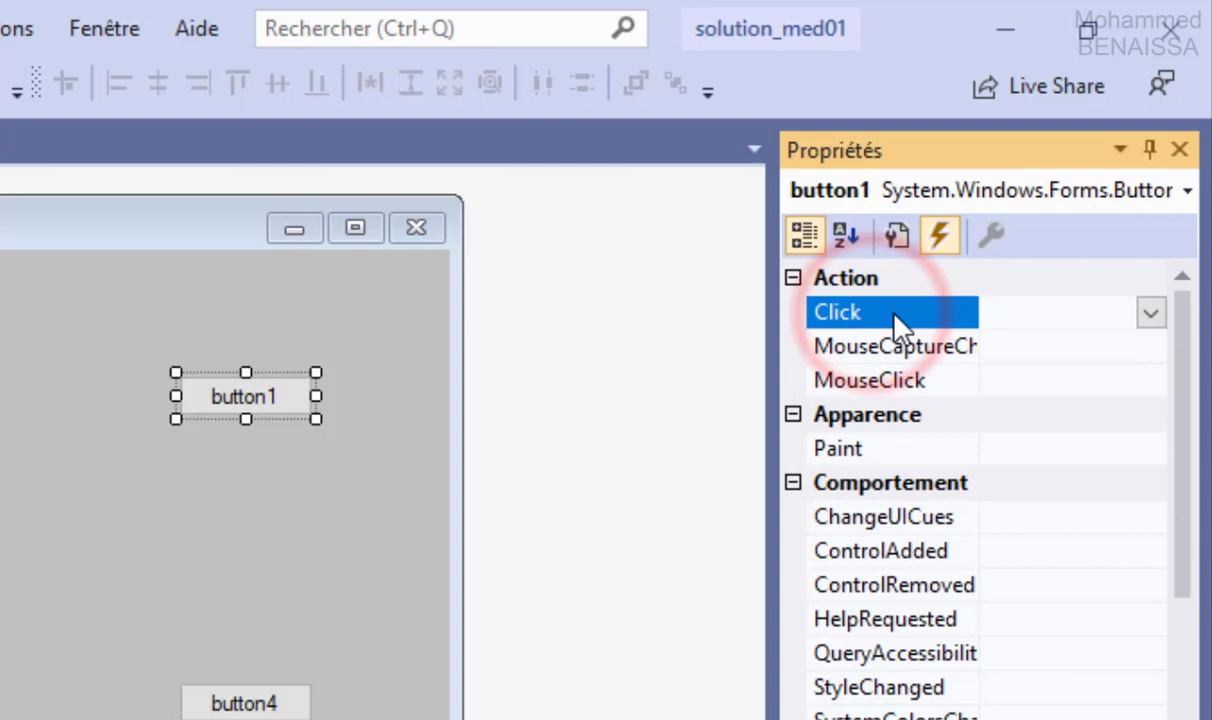 ons Fenêtre Aide Rechercher (Ctrl+Q) solution_med01
Mohammed
BENAISSA
Live Share
Propriétés
button1 System.Windows.Forms.Buttor
Action
Click
MouseCaptureCh
MouseClick
Apparence
Paint
Comportement
ChangeUICues
ControlAdded
ControlRemoved
HelpRequested
QueryAccessibilit
StyleChanged
SystemColorsCha
button1
button4